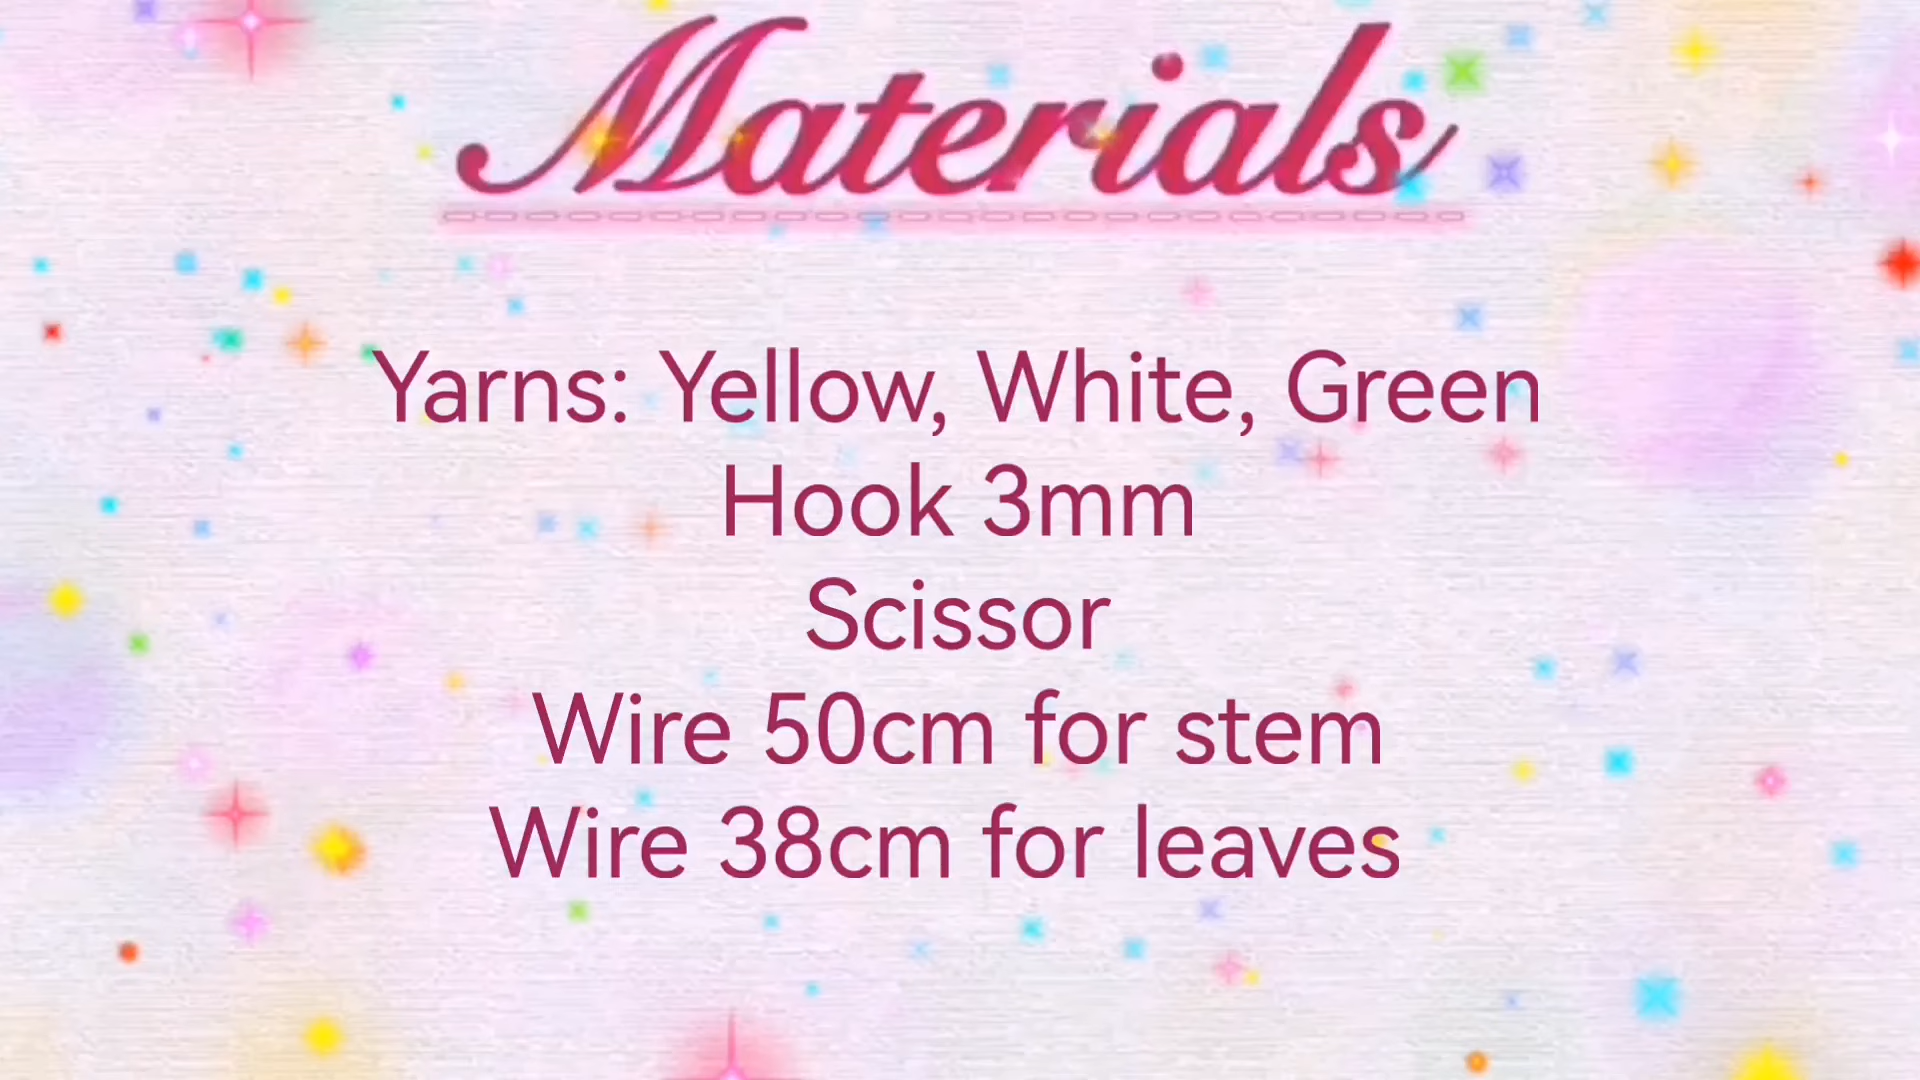 Materials
Yarns: Yellow, White, Green
Hook 3mm
Scissor
Wire 50cm for stem
Wire 38cm for leaves